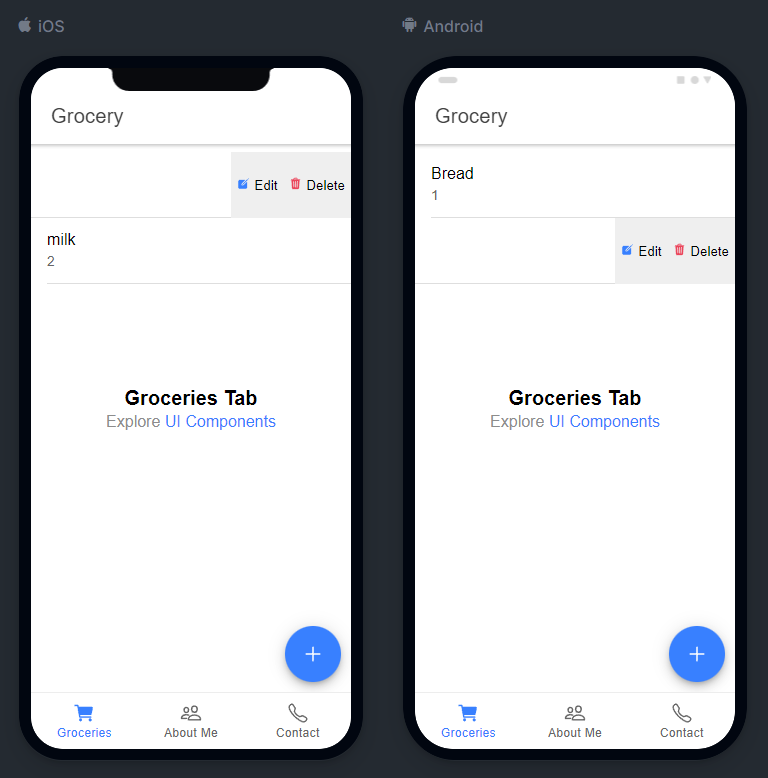 iOS
Grocery
Edit Delete
milk
2
Groceries Tab
Explore UI Components
Groceries About Me Contact
Android
Grocery
Bread
1
Edit Delete
Groceries Tab
Explore UI Components
Groceries About Me Contact